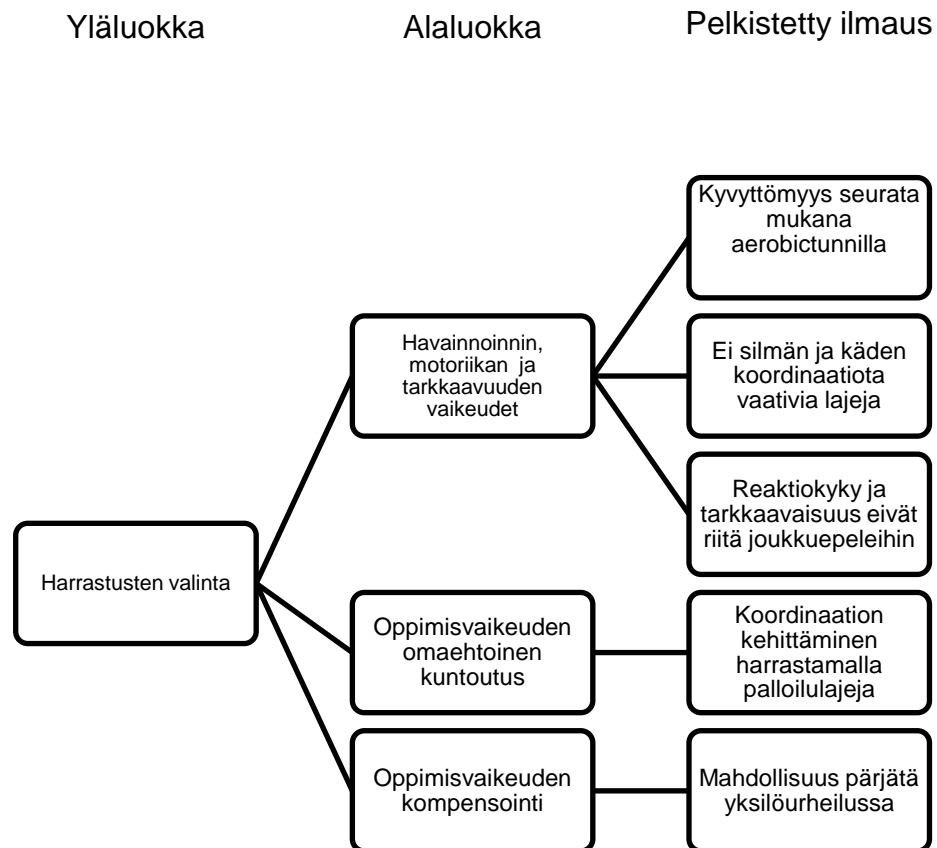 Yläluokka
Alaluokka
Pelkistetty ilmaus
Kyvyttömyys seurata
mukana
aerobictunnilla
Havainnoinnin,
motoriikan ja
tarkkaavuuden
vaikeudet
Ei silmän ja käden
koordinaatiota
vaativia lajeja
Reaktiokyky ja
tarkkaavaisuus eivät
riitä joukkuepeleihin
Harrastusten valinta
Oppimisvaikeuden
omaehtoinen
kuntoutus
Koordinaation
kehittäminen
harrastamalla
palloilulajeja
Oppimisvaikeuden
kompensointi
Mahdollisuus pärjätä
yksilöurheilussa